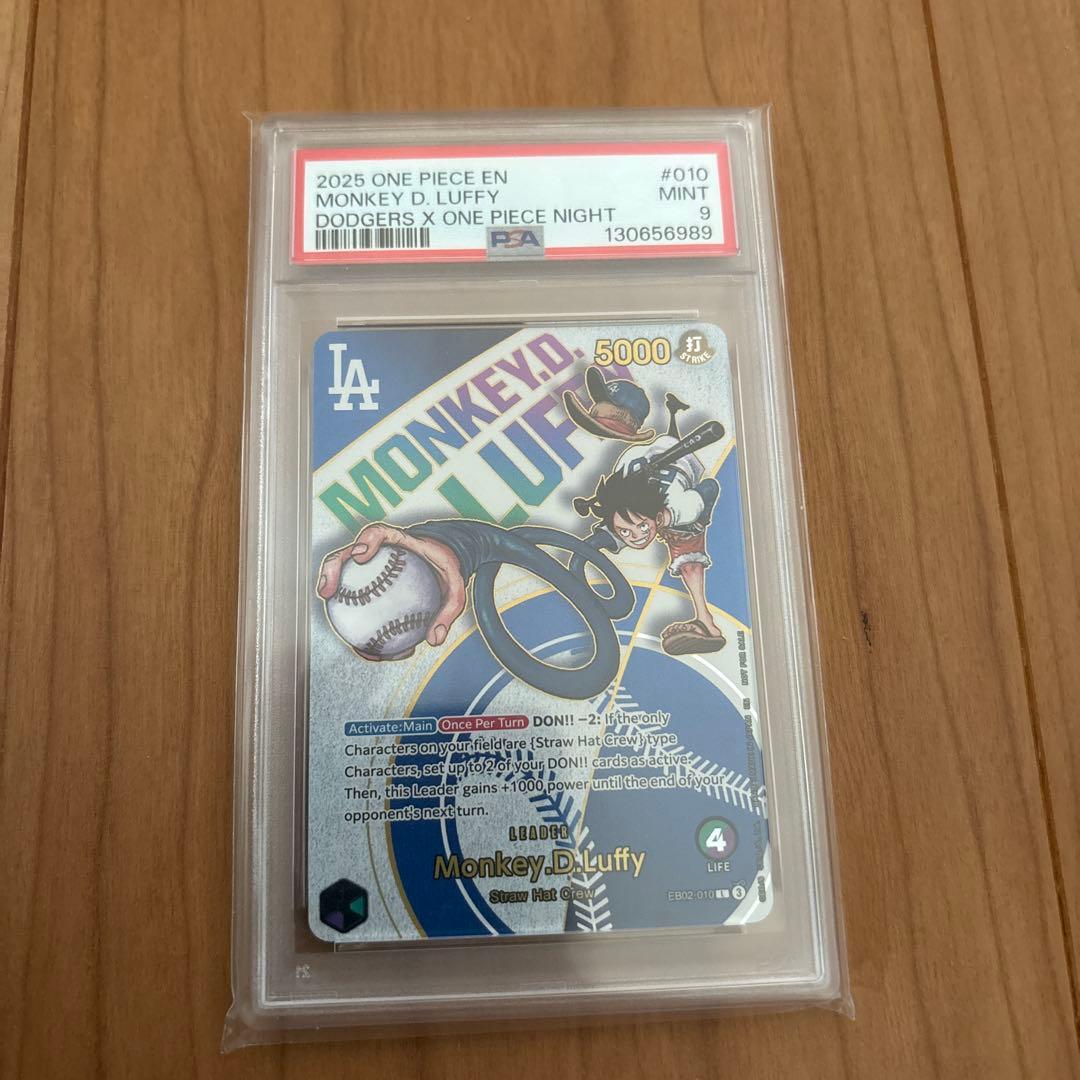 2025 ONE PIECE EN #010
MONKEY D. LUFFY MINT
DODGERS X ONE PIECE NIGHT 9
PSA 130656989
LA
5000 打
STRIKE
MONKEY.D.
LUFFY
LA
Activate:Main Once Per Turn DON!! −2: If the only
Characters on your field are {Straw Hat Crew} type
Characters, set up to 2 of your DON!! cards as active.
Then, this Leader gains +1000 power until the end of your
opponent's next turn.
LEADER
4
LIFE
Monkey.D.Luffy
Straw Hat Crew
EB02-010 L 3
NOT FOR SALE